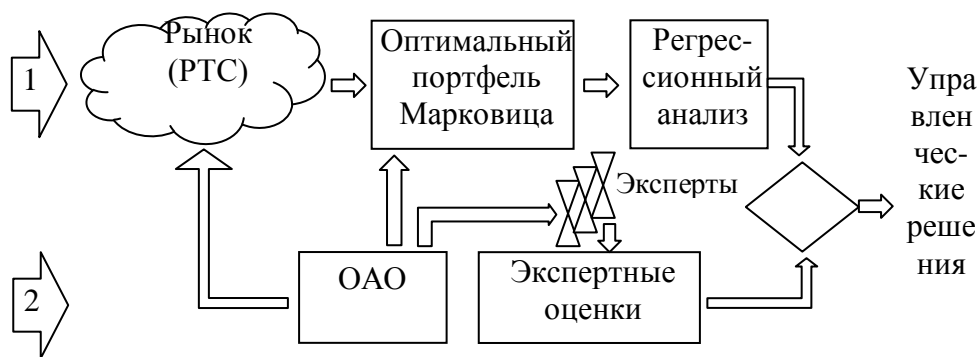 1
Рынок
(РТС)
Оптимальный
портфель
Марковица
Регрес-
сионный
анализ
Упра
влен
чес-
кие
реше
ния
Эксперты
2
ОАО
Экспертные
оценки